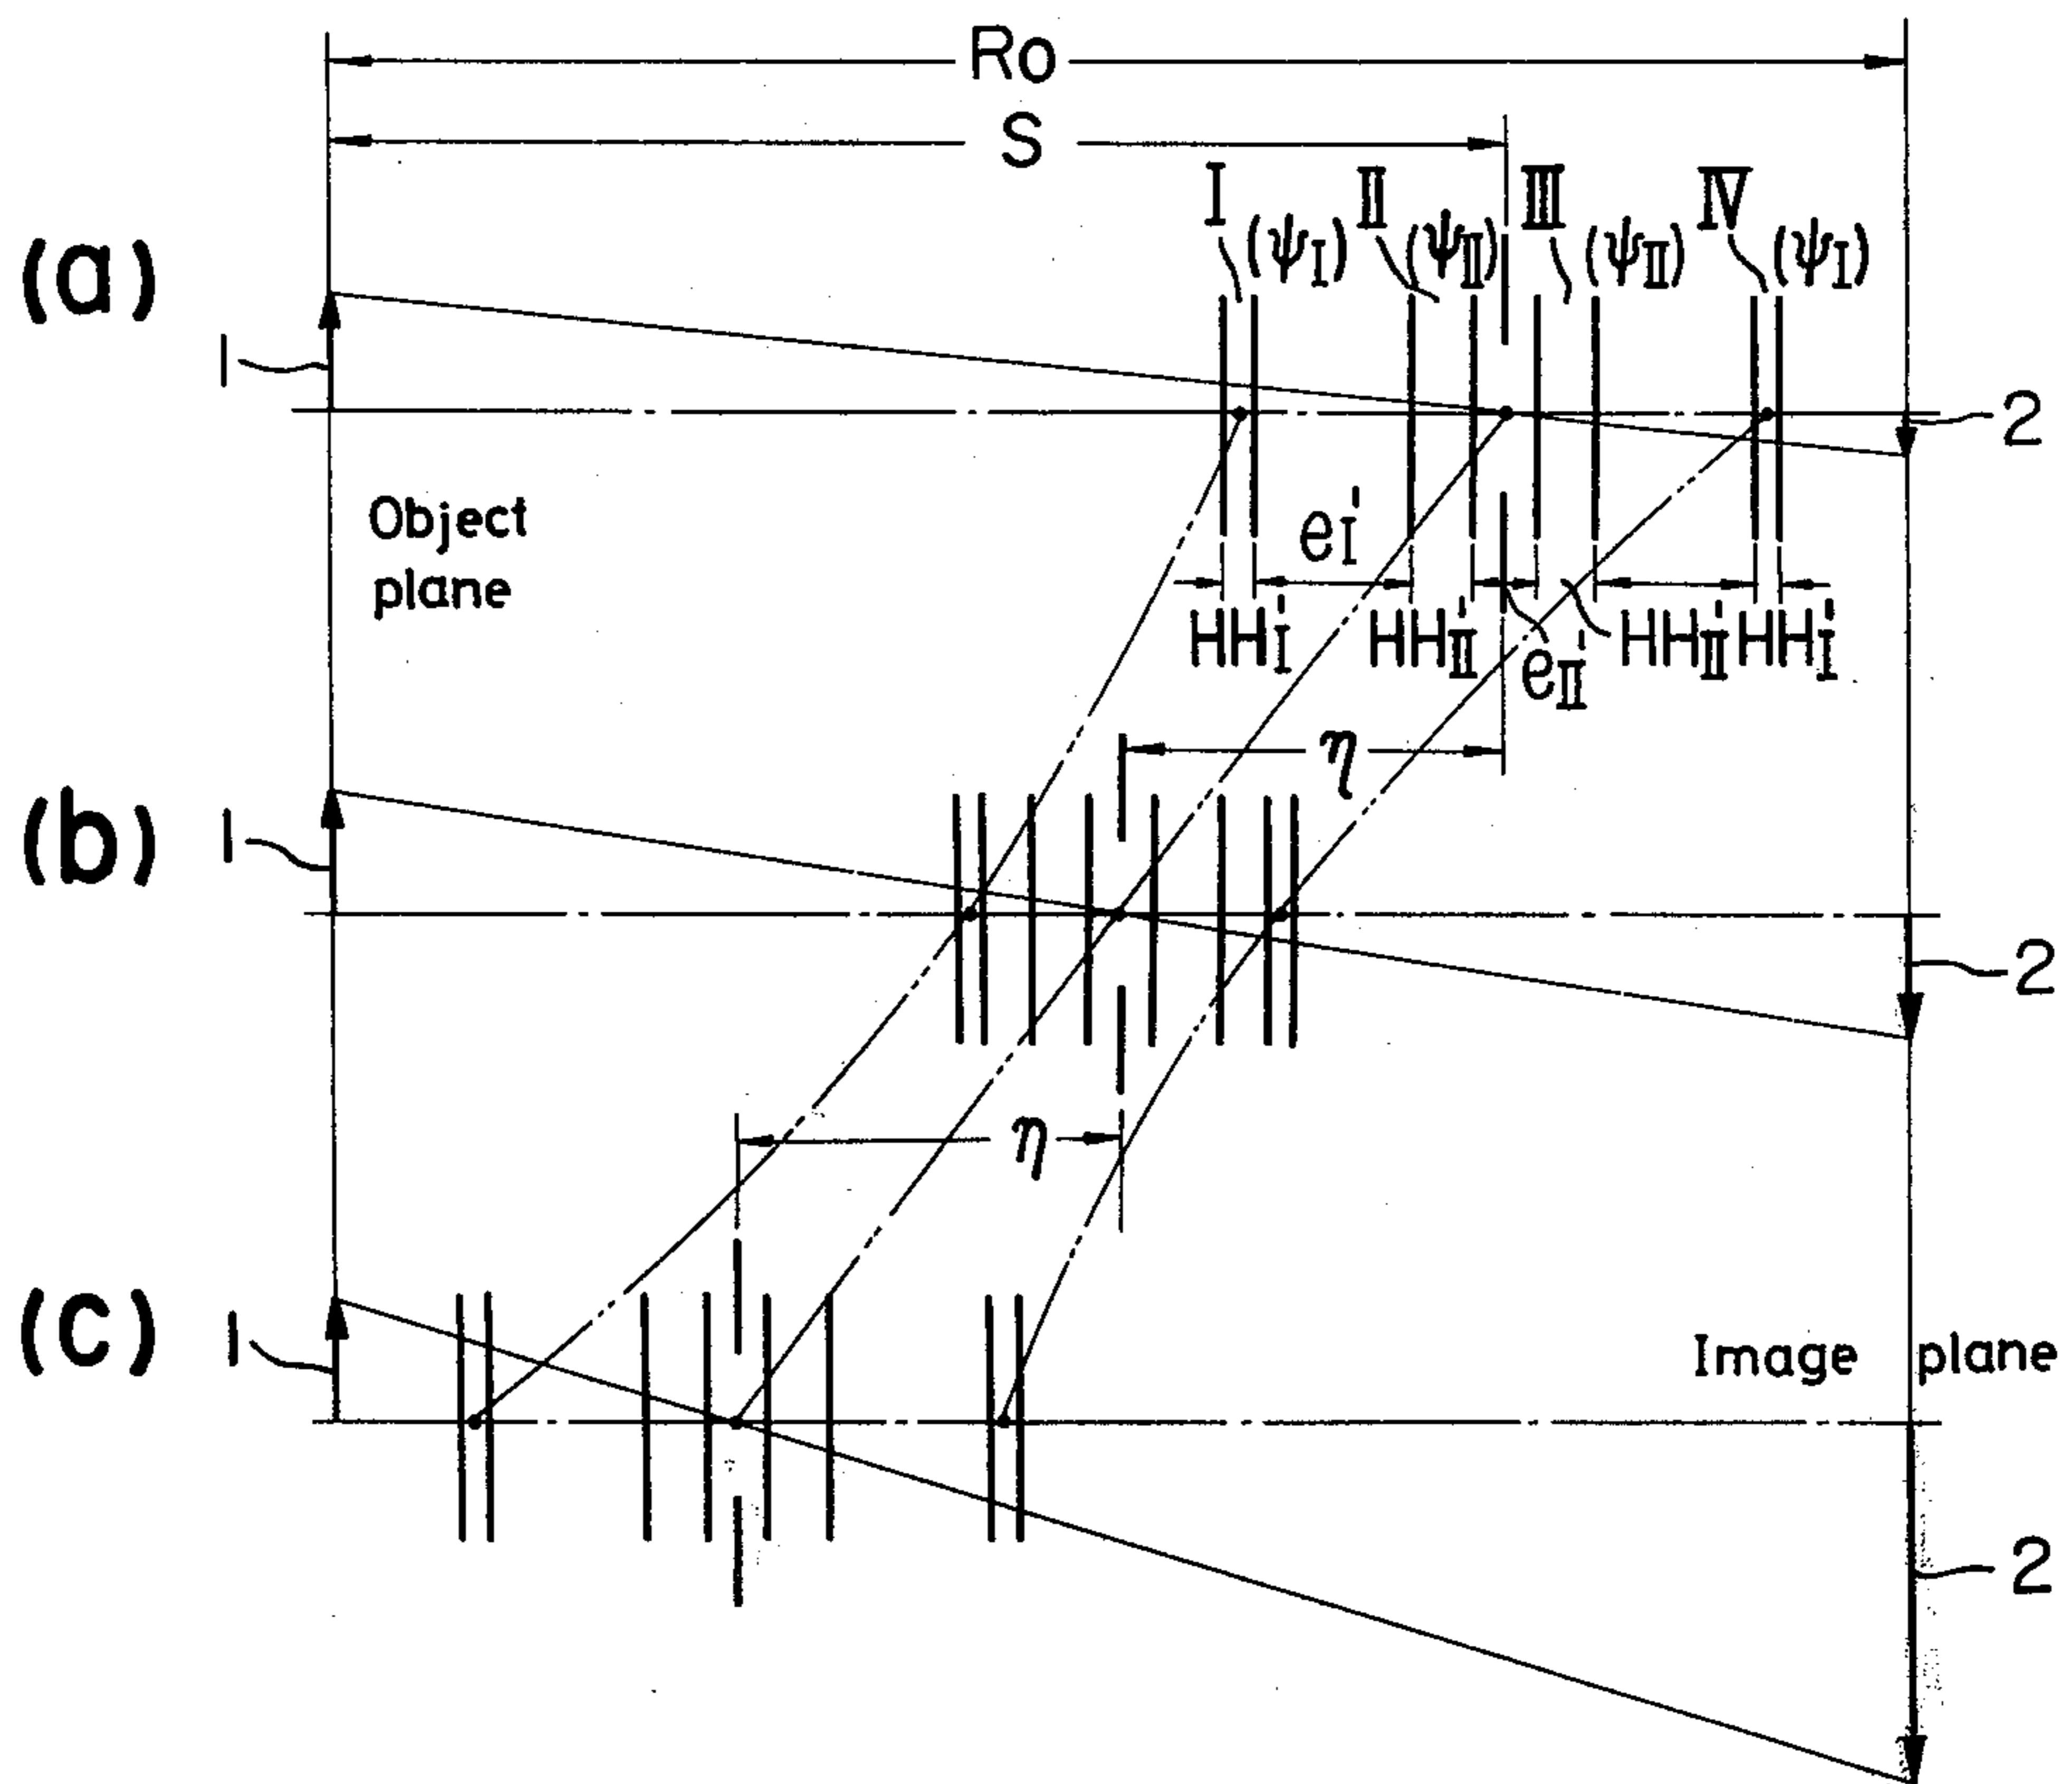 Ro
S
I II III IV
(a) (ψI) (ψII) (ψII) (ψI)
1
2
Object
plane
eI'
HHI' HHII' eII' HHII' HHI'
η
(b) 1
2
η
(c) 1
Image plane
2